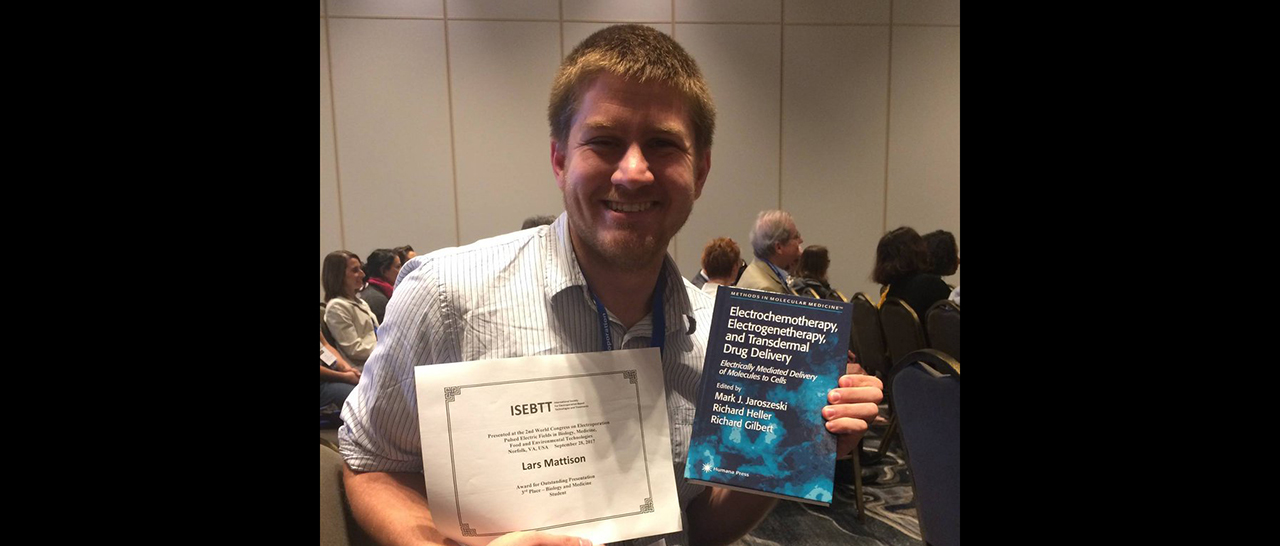 ISEBTT
Presented at the 2nd World Congress on Electroporation
Pulsed Electric Fields in Biology, Medicine,
Food and Environmental Technologies
Norfolk, VA, USA September 28, 2017
Lars Mattison
Award for Outstanding Presentation
3rd Place – Biology and Medicine
Student
METHODS IN MOLECULAR MEDICINE™
Electrochemotherapy,
Electrogenetherapy,
and Transdermal
Drug Delivery
Electrically Mediated Delivery
of Molecules to Cells
Edited by
Mark J. Jaroszeski
Richard Heller
Richard Gilbert
Humana Press